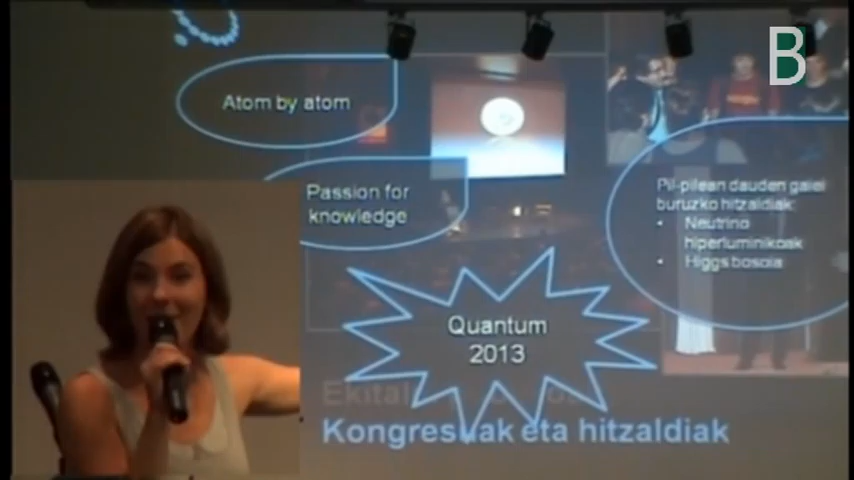 B
Atom by atom
Passion for
knowledge
Pil-pilean dauden gaiei
buruzko hitzaldiak:
• Neutrino
hiperluminikoak
• Higgs bosoia
Quantum
2013
Kongresuak eta hitzaldiak